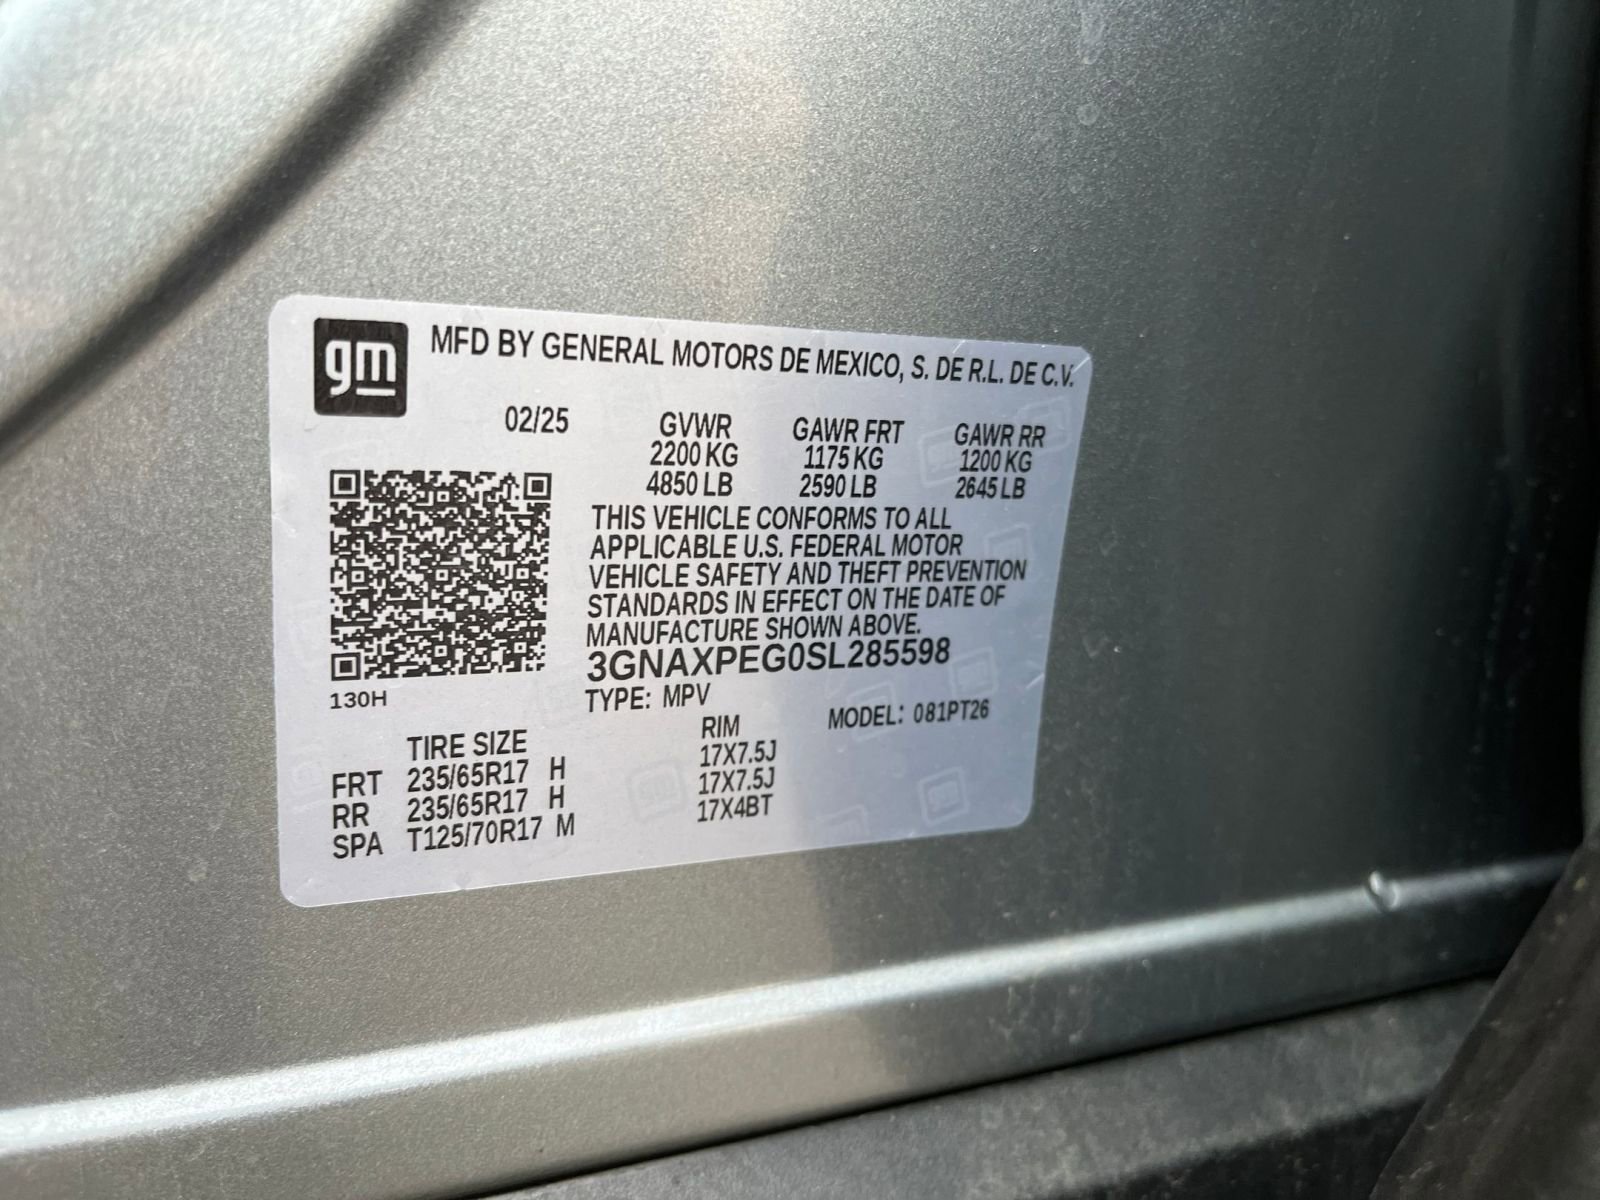 gm
MFD BY GENERAL MOTORS DE MEXICO, S. DE R.L. DE C.V.
02/25 GVWR GAWR FRT GAWR RR
2200 KG 1175 KG 1200 KG
4850 LB 2590 LB 2645 LB
THIS VEHICLE CONFORMS TO ALL
APPLICABLE U.S. FEDERAL MOTOR
VEHICLE SAFETY AND THEFT PREVENTION
STANDARDS IN EFFECT ON THE DATE OF
MANUFACTURE SHOWN ABOVE.
3GNAXPEG0SL285598
130H
TYPE: MPV
MODEL: 081PT26
TIRE SIZE RIM
FRT 235/65R17 H 17X7.5J
RR 235/65R17 H 17X7.5J
SPA T125/70R17 M 17X4BT